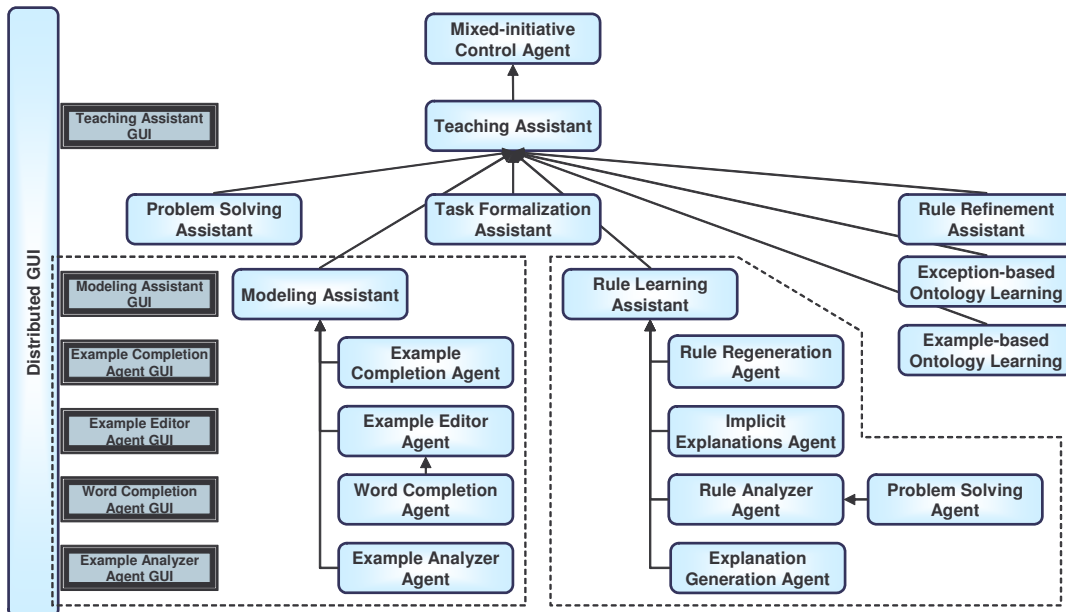 Mixed-initiative
Control Agent
Teaching Assistant
GUI
Teaching Assistant
Problem Solving
Assistant
Task Formalization
Assistant
Rule Refinement
Assistant
Distributed GUI
Modeling Assistant
GUI
Modeling Assistant
Rule Learning
Assistant
Exception-based
Ontology Learning
Example-based
Ontology Learning
Example Completion
Agent GUI
Example
Completion Agent
Rule Regeneration
Agent
Example Editor
Agent GUI
Example Editor
Agent
Implicit
Explanations Agent
Word Completion
Agent GUI
Word Completion
Agent
Rule Analyzer
Agent
Problem Solving
Agent
Example Analyzer
Agent GUI
Example Analyzer
Agent
Explanation
Generation Agent